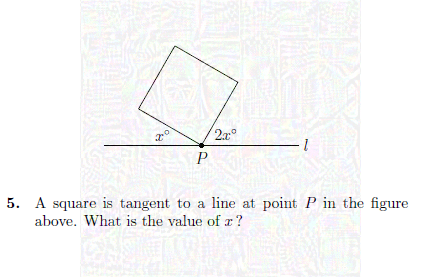 x°
2x°
l
P
5. A square is tangent to a line at point P in the figure
above. What is the value of x ?